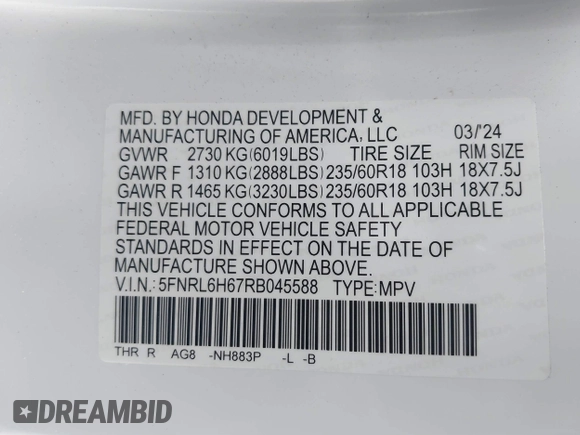 MFD. BY HONDA DEVELOPMENT &
MANUFACTURING OF AMERICA, LLC 03/'24
GVWR 2730 KG (6019LBS) TIRE SIZE RIM SIZE
GAWR F 1310 KG (2888LBS) 235/60R18 103H 18X7.5J
GAWR R 1465 KG (3230LBS) 235/60R18 103H 18X7.5J
THIS VEHICLE CONFORMS TO ALL APPLICABLE
FEDERAL MOTOR VEHICLE SAFETY
STANDARDS IN EFFECT ON THE DATE OF
MANUFACTURE SHOWN ABOVE.
V.I.N.: 5FNRL6H67RB045588 TYPE: MPV
THR R AG8 -NH883P -L -B
DREAMBID